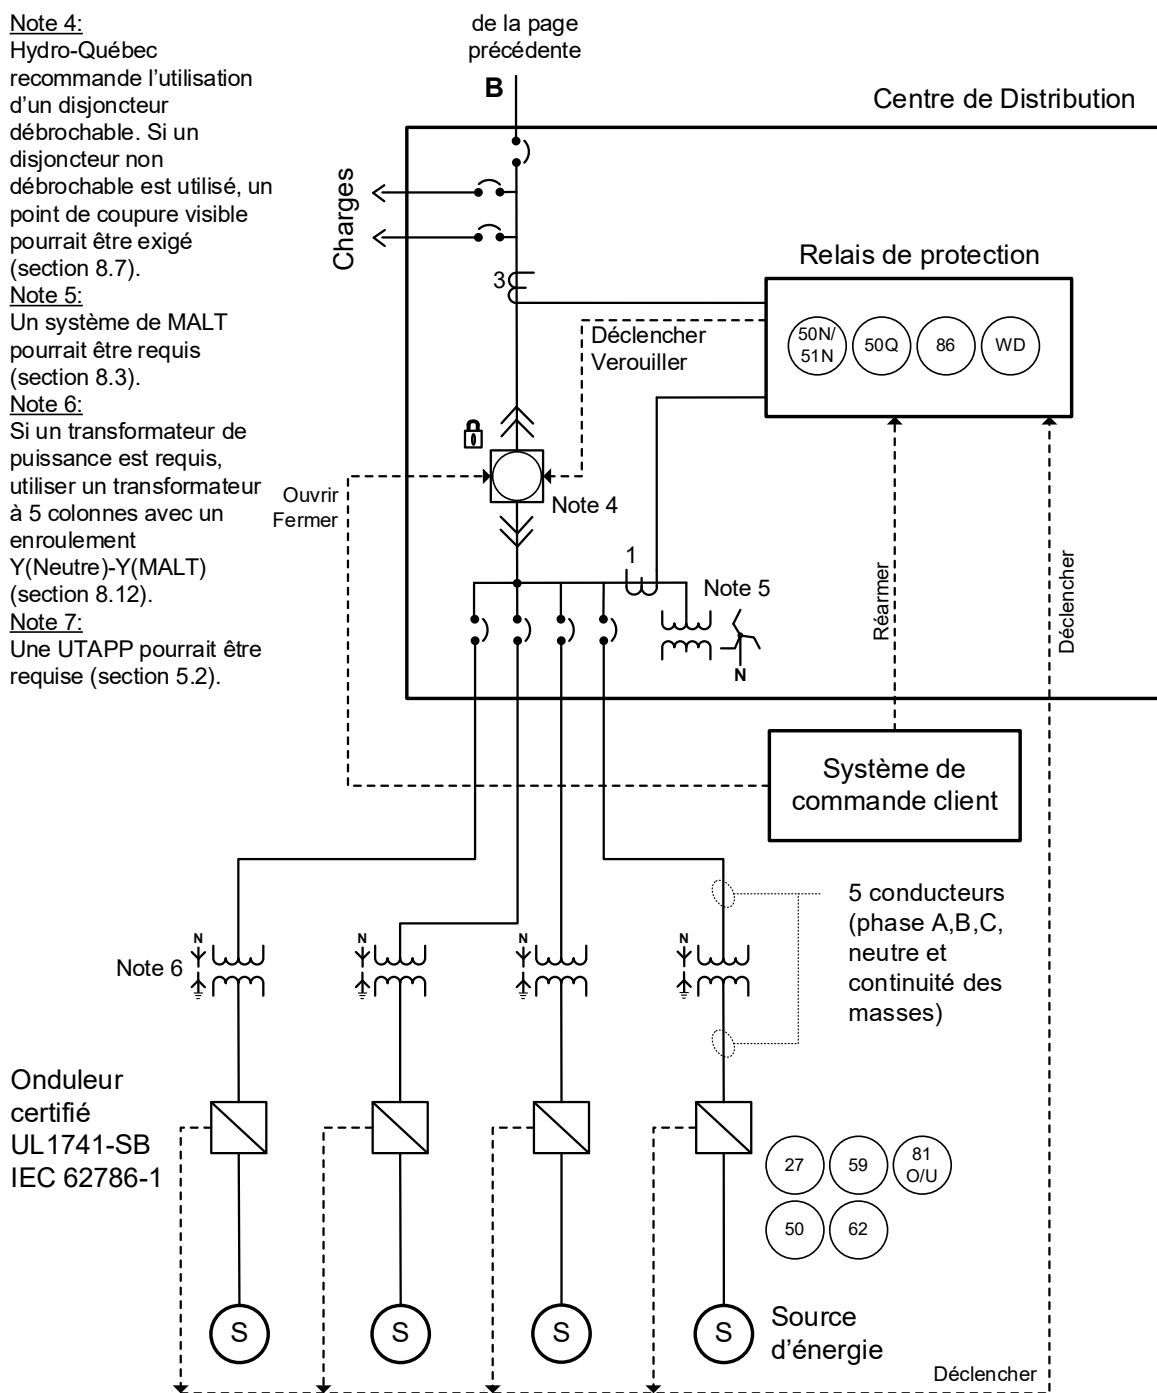 Note 4:
Hydro-Québec
recommande l'utilisation
d'un disjoncteur
débrochable. Si un
disjoncteur non
débrochable est utilisé, un
point de coupure visible
pourrait être exigé
(section 8.7).
Note 5:
Un système de MALT
pourrait être requis
(section 8.3).
Note 6:
Si un transformateur de
puissance est requis,
utiliser un transformateur
à 5 colonnes avec un
enroulement
Y(Neutre)-Y(MALT)
(section 8.12).
Note 7:
Une UTAPP pourrait être
requise (section 5.2).
de la page
précédente
B
Centre de Distribution
Charges
3
Relais de protection
50N/
51N
50Q
86
WD
Déclencher
Verouiller
Ouvrir
Fermer
Note 4
1
Note 5
N
Réarmer
Déclencher
Système de
commande client
5 conducteurs
(phase A,B,C,
neutre et
continuité des
masses)
Note 6
N
N
N
N
Onduleur
certifié
UL1741-SB
IEC 62786-1
27
59
81
O/U
50
62
S
S
S
S
Source
d'énergie
Déclencher